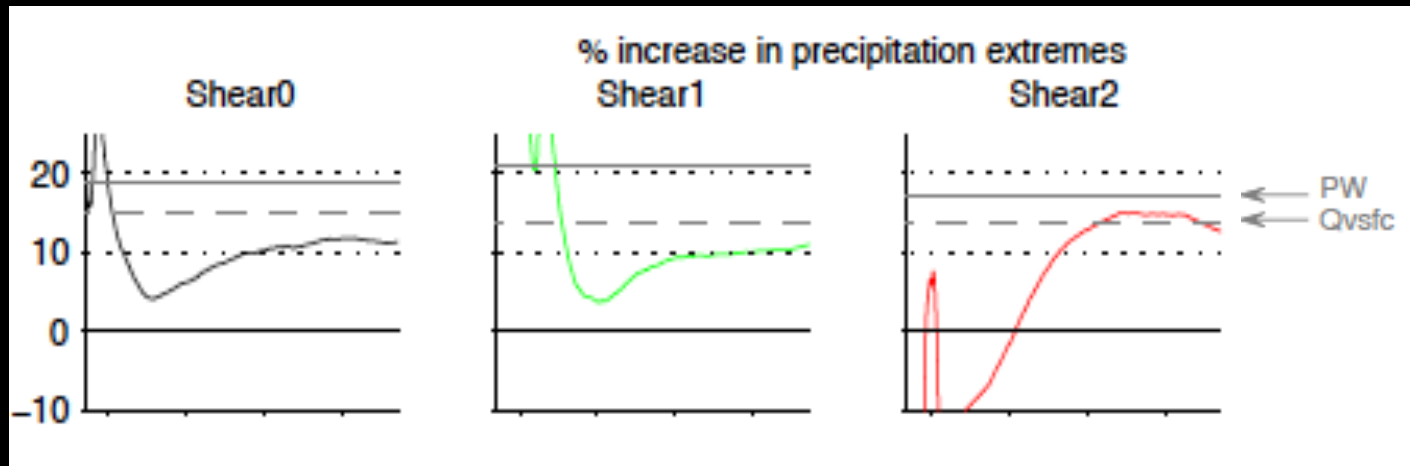 % increase in precipitation extremes
Shear0 Shear1 Shear2
20
PW
Qvsfc
10
0
−10